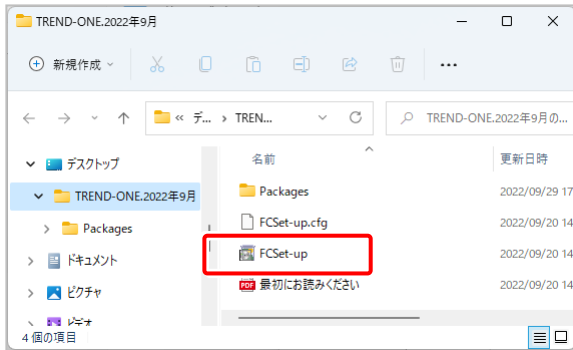 TREND-ONE.2022年9月
新規作成
デ... TREN... TREND-ONE.2022年9月の...
デスクトップ
TREND-ONE.2022年9月
Packages
ドキュメント
ピクチャ
ビデオ
名前 更新日時
Packages 2022/09/29 17
FCSet-up.cfg 2022/09/20 14
FCSet-up 2022/09/20 14
PDF 最初にお読みください 2022/09/20 14
4 個の項目